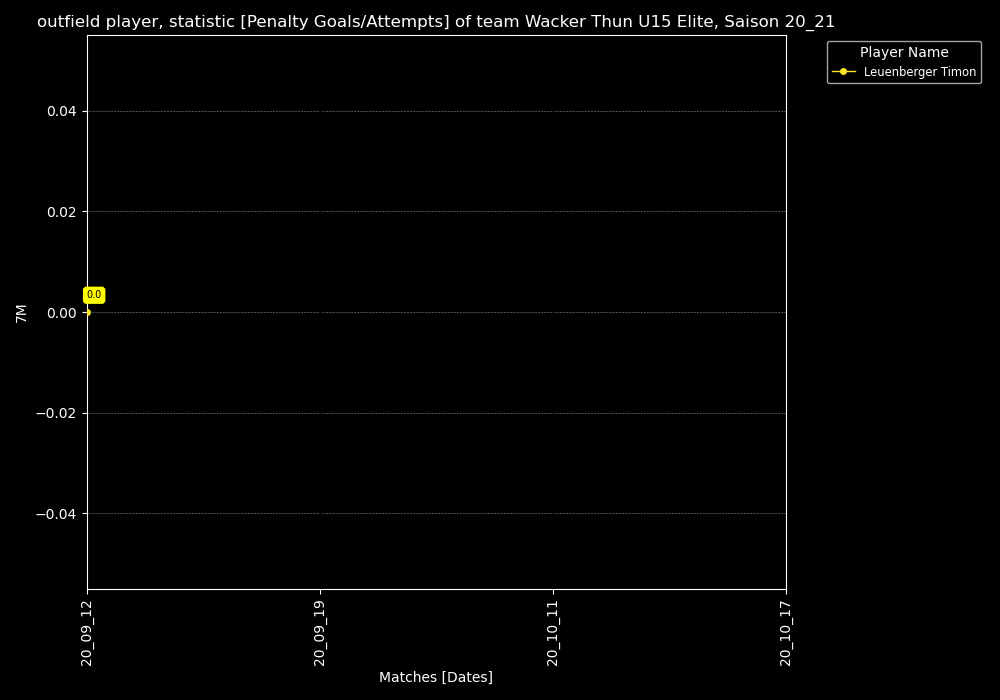 outfield player, statistic [Penalty Goals/Attempts] of team Wacker Thun U15 Elite, Saison 20_21
Player Name
Leuenberger Timon
0.04
0.02
0.00
−0.02
−0.04
7M
0.0
20_09_12
20_09_19
20_10_11
20_10_17
Matches [Dates]